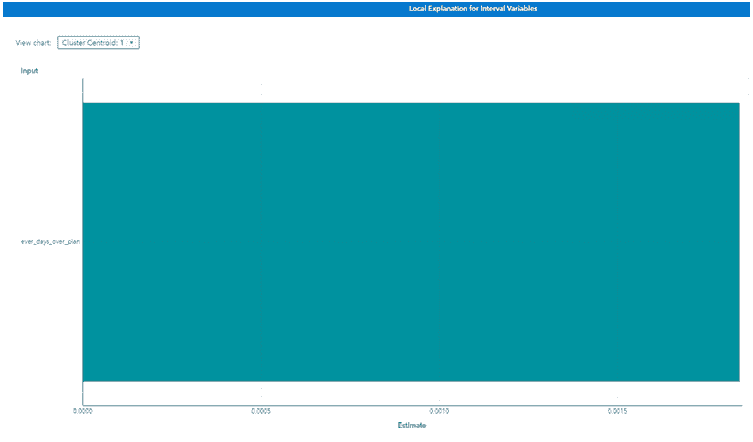 Local Explanation for Interval Variables
View chart: Cluster Centroid: 1
Input
ever_days_over_plan
0.0000 0.0005 0.0010 0.0015
Estimate